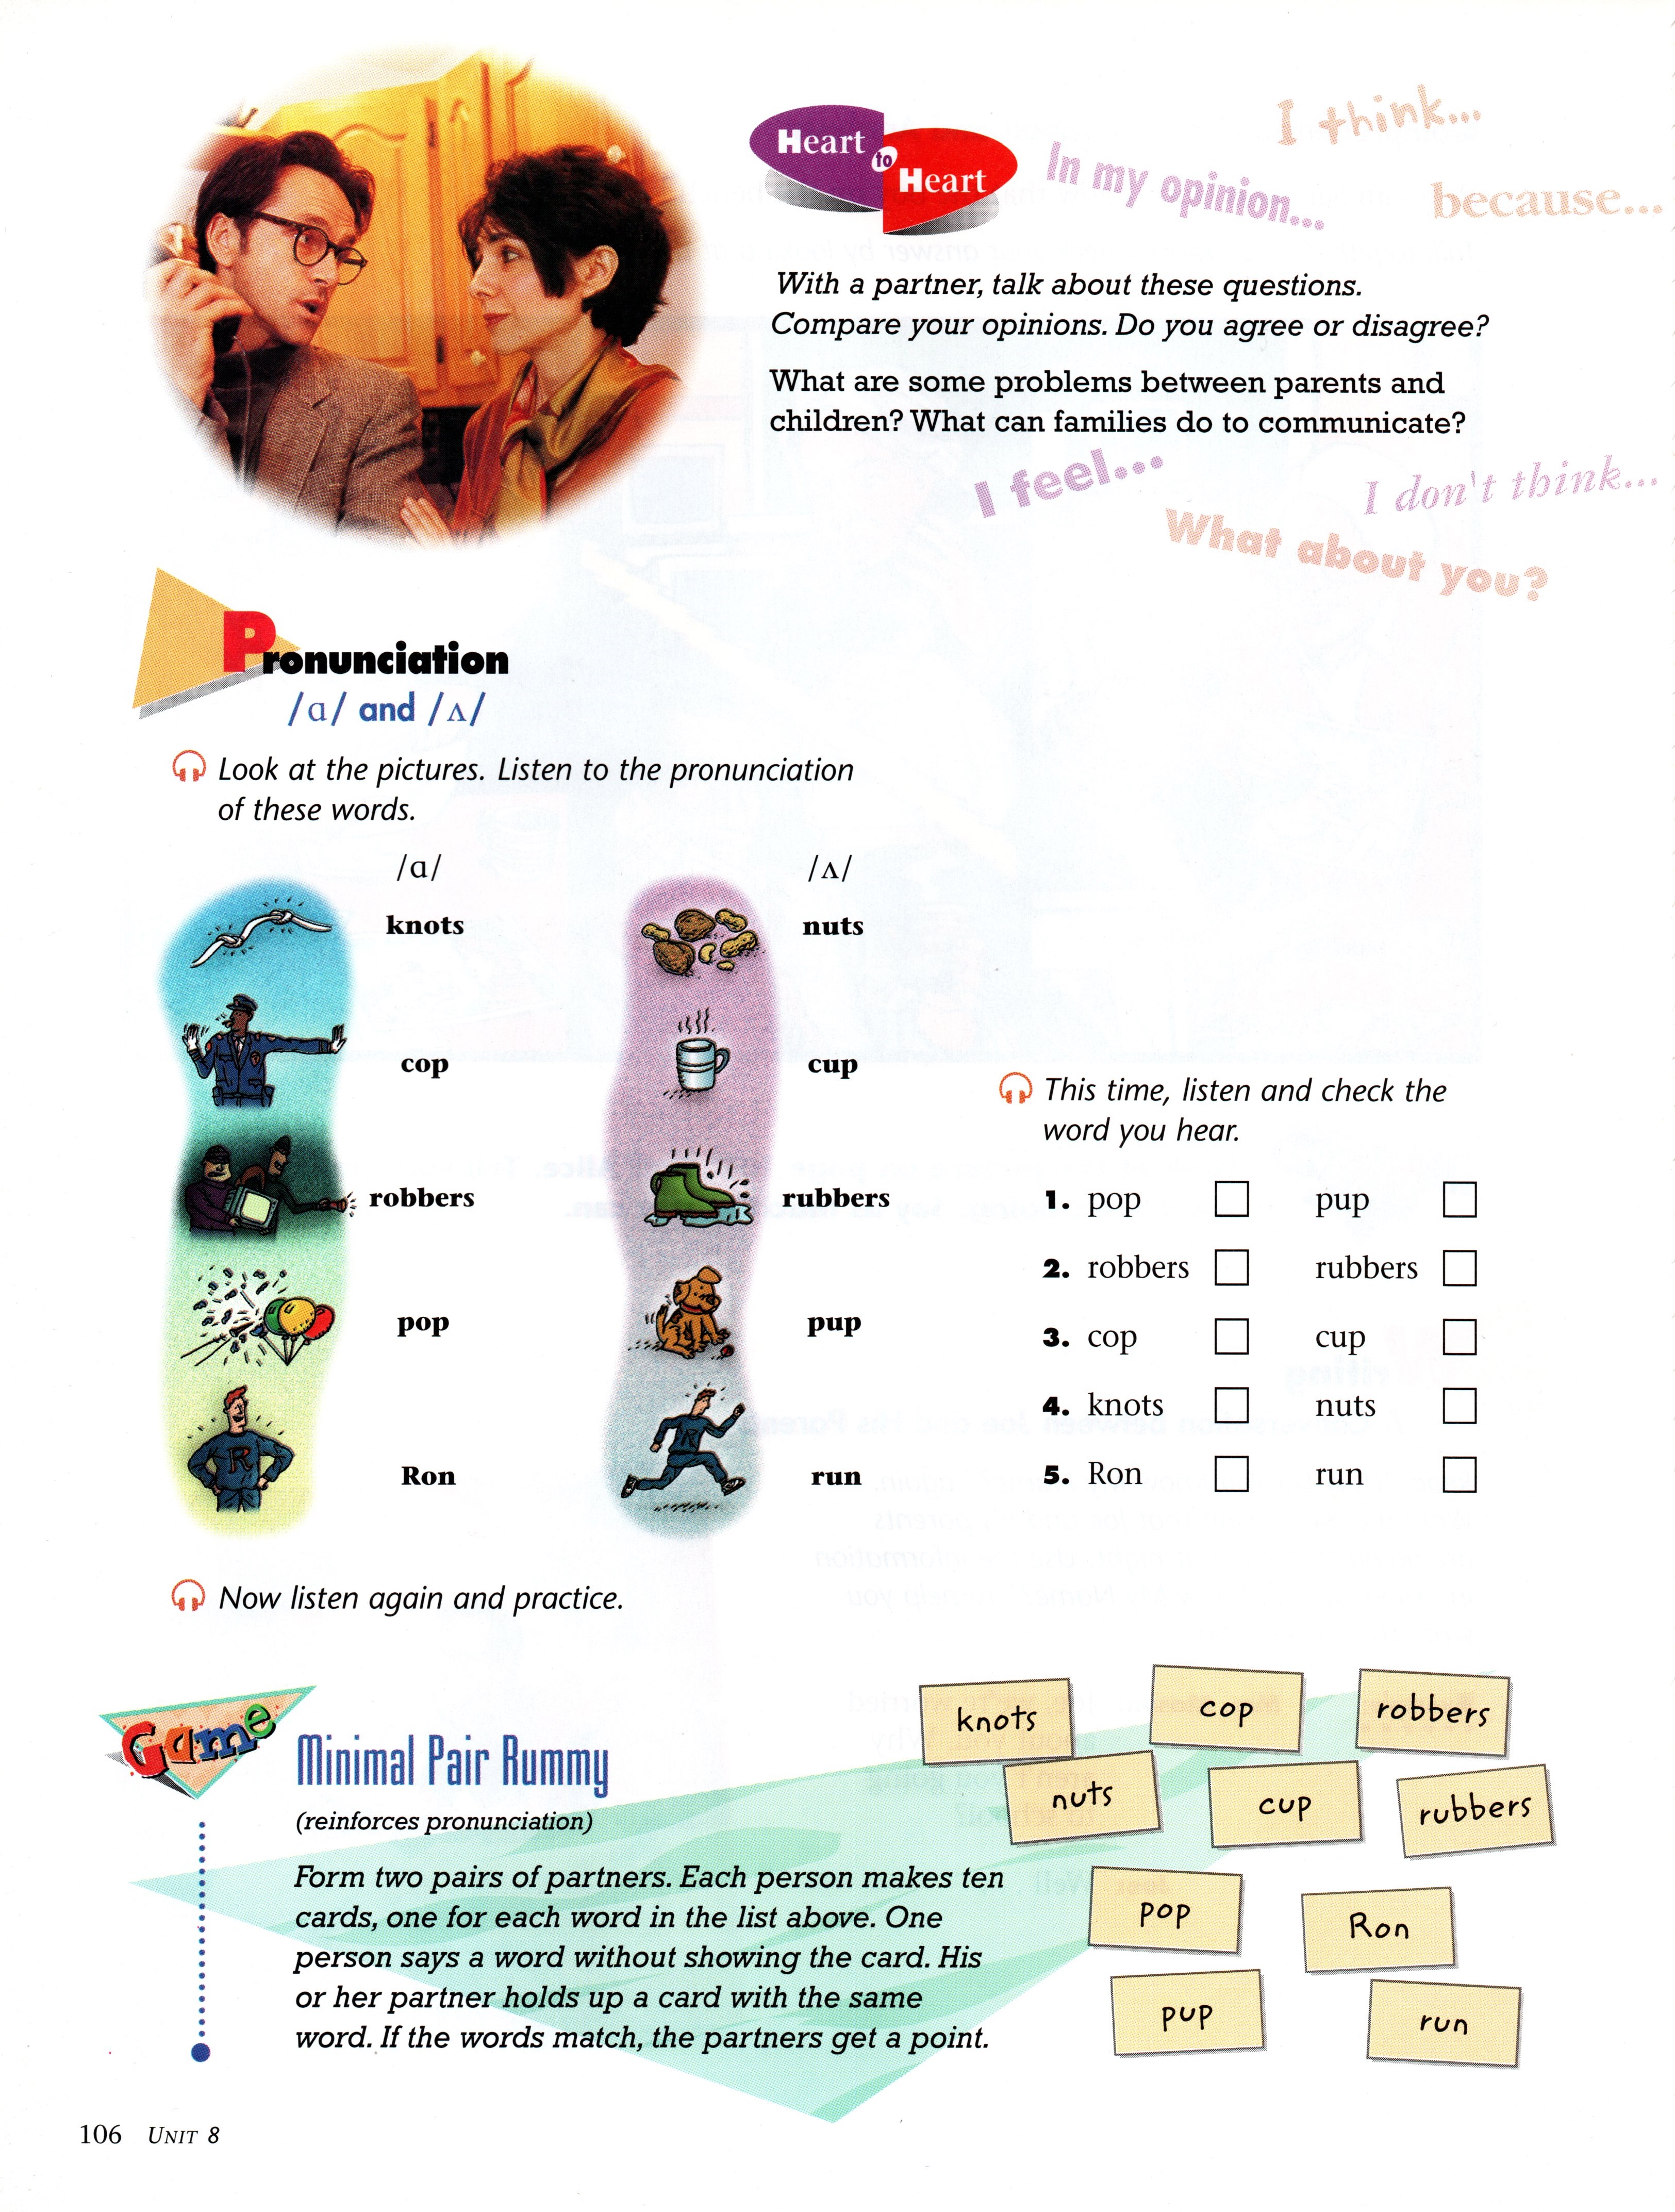 Heart to Heart
I think...
In my opinion...
because...
With a partner, talk about these questions.
Compare your opinions. Do you agree or disagree?
What are some problems between parents and
children? What can families do to communicate?
I feel...
I don't think...
What about you?
Pronunciation
/ɑ/ and /ʌ/
Look at the pictures. Listen to the pronunciation
of these words.
/ɑ/ /ʌ/
knots nuts
cop cup
robbers rubbers
pop pup
R
Ron run
This time, listen and check the
word you hear.
1. pop pup
2. robbers rubbers
3. cop cup
4. knots nuts
5. Ron run
Now listen again and practice.
Game
Minimal Pair Rummy
(reinforces pronunciation)
Form two pairs of partners. Each person makes ten
cards, one for each word in the list above. One
person says a word without showing the card. His
or her partner holds up a card with the same
word. If the words match, the partners get a point.
knots
cop
robbers
nuts
cup
rubbers
pop
Ron
pup
run
106 UNIT 8